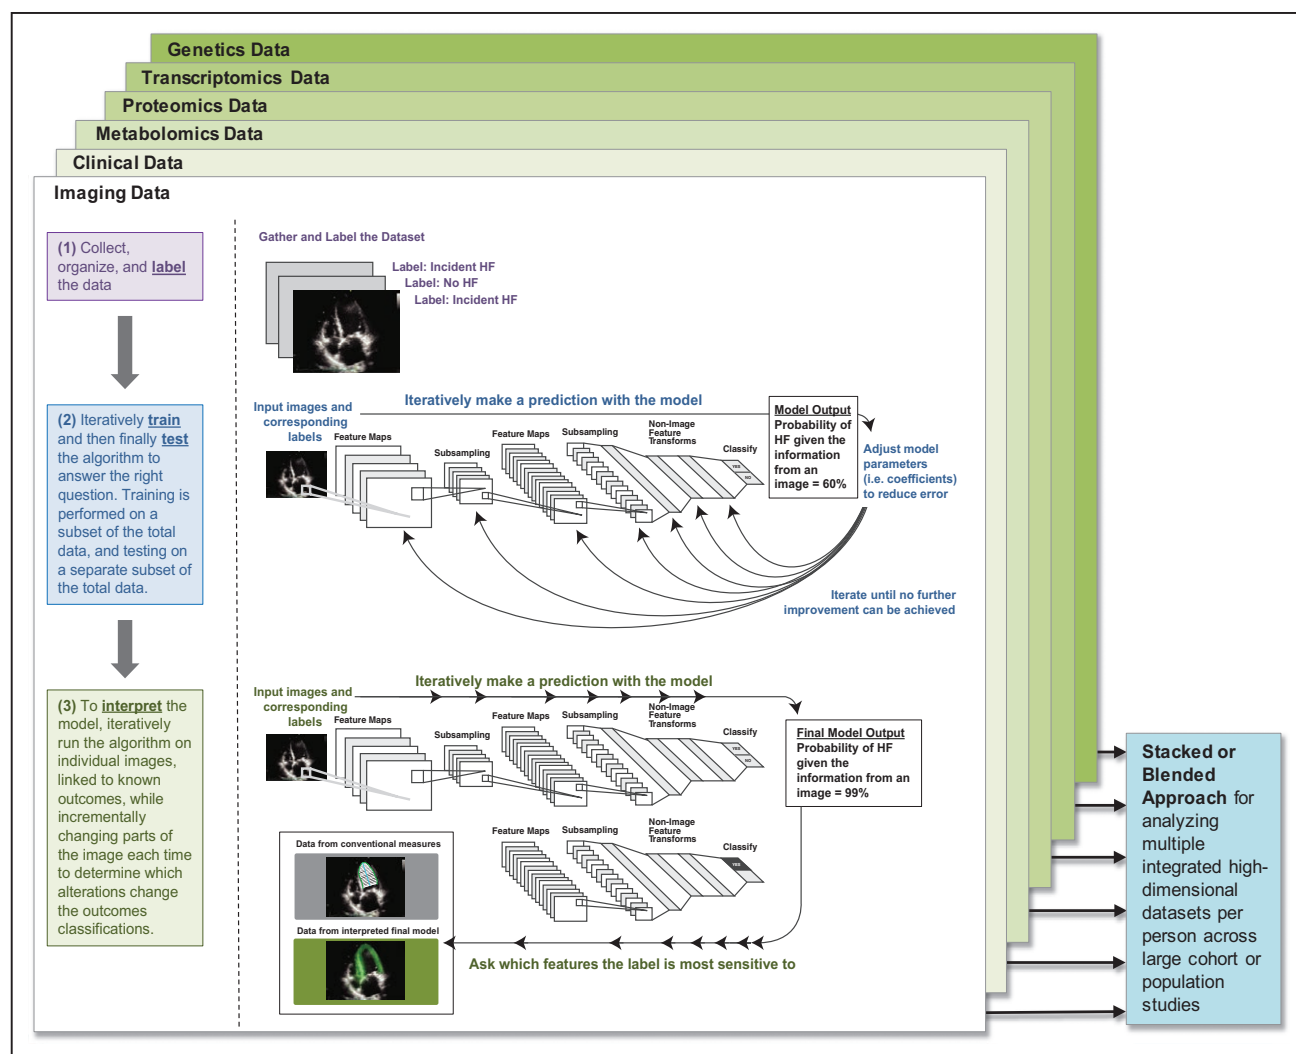 Genetics Data
Transcriptomics Data
Proteomics Data
Metabolomics Data
Clinical Data
Imaging Data
(1) Collect,
organize, and label
the data
Gather and Label the Dataset
Label: Incident HF
Label: No HF
Label: Incident HF
(2) Iteratively train
and then finally test
the algorithm to
answer the right
question. Training is
performed on a
subset of the total
data, and testing on
a separate subset of
the total data.
Iteratively make a prediction with the model
Input images and
corresponding
labels
Feature Maps
Subsampling
Feature Maps
Subsampling
Non-Image
Feature
Transforms
Classify
YES
NO
Model Output
Probability of
HF given the
information
from an
image = 60%
Adjust model
parameters
(i.e. coefficients)
to reduce error
Iterate until no further
improvement can be achieved
(3) To interpret the
model, iteratively
run the algorithm on
individual images,
linked to known
outcomes, while
incrementally
changing parts of
the image each time
to determine which
alterations change
the outcomes
classifications.
Iteratively make a prediction with the model
Input images and
corresponding
labels
Feature Maps
Subsampling
Feature Maps
Subsampling
Non-Image
Feature
Transforms
Classify
YES
NO
Final Model Output
Probability of HF
given the
information from an
image = 99%
Feature Maps
Subsampling
Non-Image
Feature
Transforms
Classify
YES
Data from conventional measures
Data from interpreted final model
Ask which features the label is most sensitive to
Stacked or
Blended
Approach for
analyzing
multiple
integrated high-
dimensional
datasets per
person across
large cohort or
population
studies